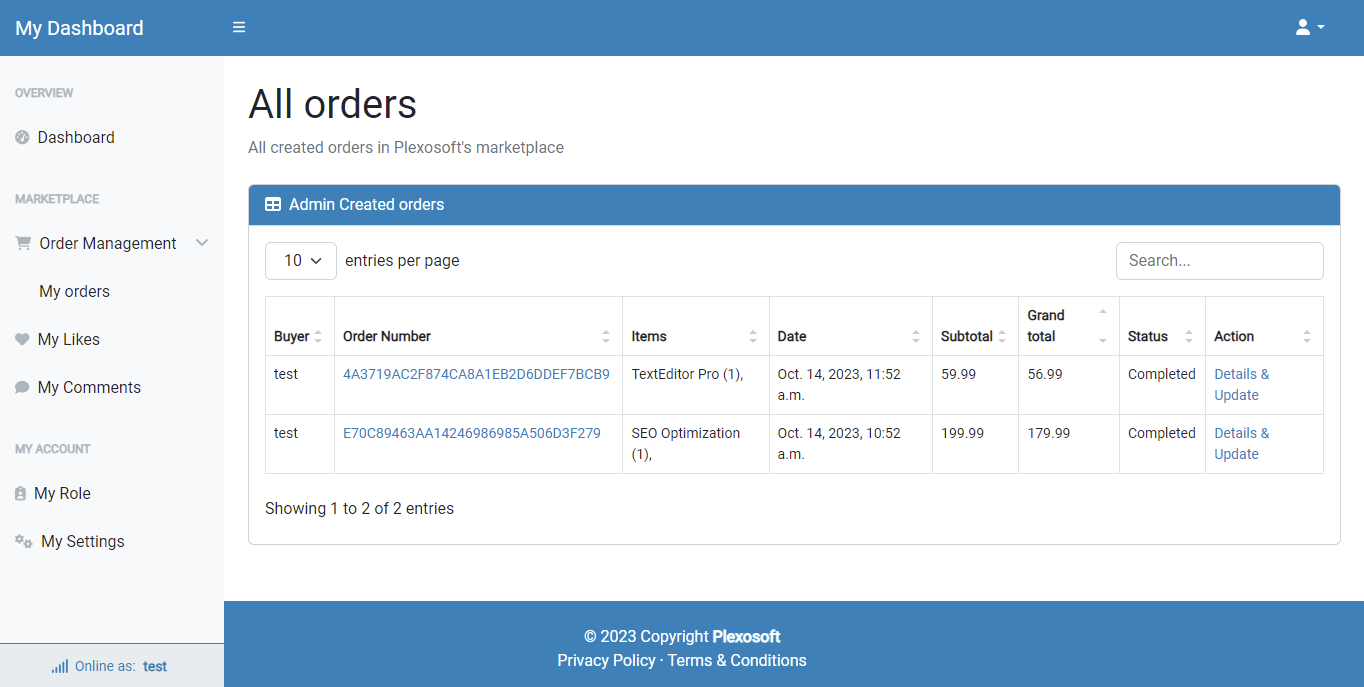 My Dashboard
OVERVIEW
Dashboard
MARKETPLACE
Order Management
My orders
My Likes
My Comments
MY ACCOUNT
My Role
My Settings
Online as: test
All orders
All created orders in Plexosoft's marketplace
Admin Created orders
10 entries per page
Search...
Buyer Order Number Items Date Subtotal Grand total Status Action
test 4A3719AC2F874CA8A1EB2D6DDEF7BCB9 TextEditor Pro (1), Oct. 14, 2023, 11:52 a.m. 59.99 56.99 Completed Details & Update
test E70C89463AA14246986985A506D3F279 SEO Optimization (1), Oct. 14, 2023, 10:52 a.m. 199.99 179.99 Completed Details & Update
Showing 1 to 2 of 2 entries
© 2023 Copyright Plexosoft
Privacy Policy · Terms & Conditions